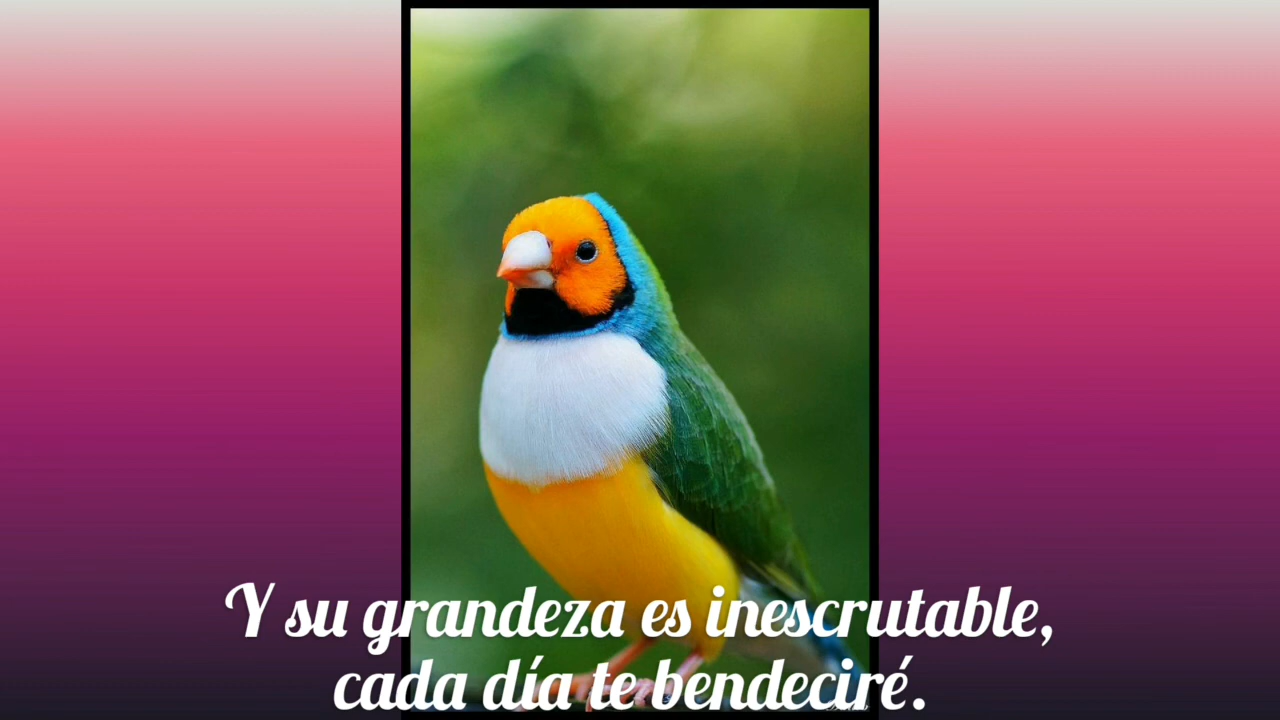 Y su grandeza es inescrutable,
cada día te bendeciré.